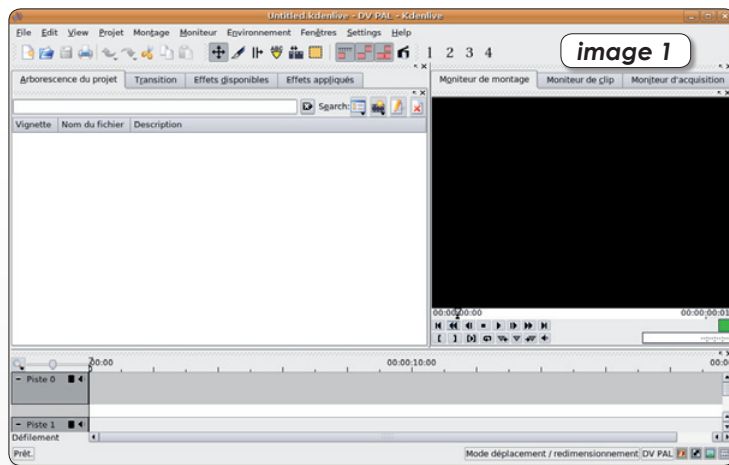 Untitled.kdenlive - DV PAL - Kdenlive
File Edit View Projet Montage Moniteur Environnement Fenêtres Settings Help
1 2 3 4
image 1
Arborescence du projet Transition Effets disponibles Effets appliqués
Moniteur de montage Moniteur de clip Moniteur d'acquisition
Search:
Vignette Nom du fichier Description
00:00:00:00 00:00:00:01
00:00 00:00:10:00
Piste 0
Piste 1
Défilement
Prêt. Mode déplacement / redimensionnement DV PAL